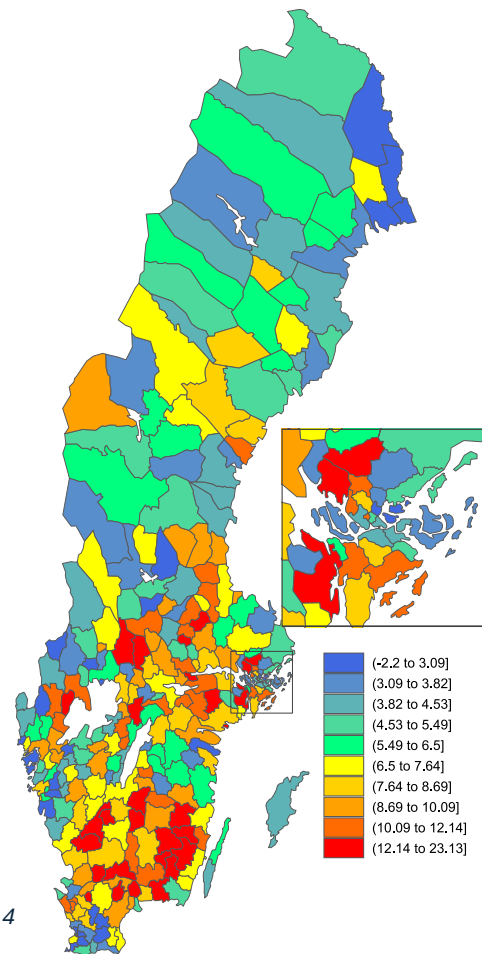 (-2.2 to 3.09]
(3.09 to 3.82]
(3.82 to 4.53]
(4.53 to 5.49]
(5.49 to 6.5]
(6.5 to 7.64]
(7.64 to 8.69]
(8.69 to 10.09]
(10.09 to 12.14]
(12.14 to 23.13]
4